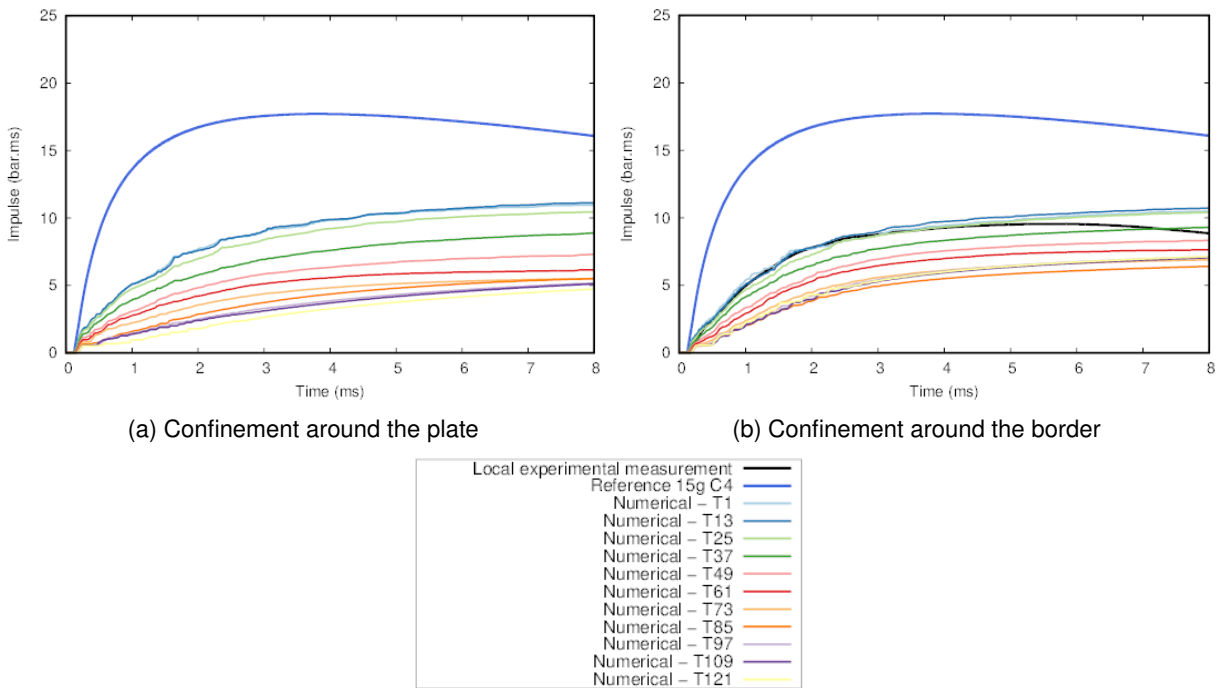 25
20
15
10
5
0
Impulse (bar.ms)
0 1 2 3 4 5 6 7 8
Time (ms)
(a) Confinement around the plate
25
20
15
10
5
0
Impulse (bar.ms)
0 1 2 3 4 5 6 7 8
Time (ms)
(b) Confinement around the border
Local experimental measurement
Reference 15g C4
Numerical – T1
Numerical – T13
Numerical – T25
Numerical – T37
Numerical – T49
Numerical – T61
Numerical – T73
Numerical – T85
Numerical – T97
Numerical – T109
Numerical – T121